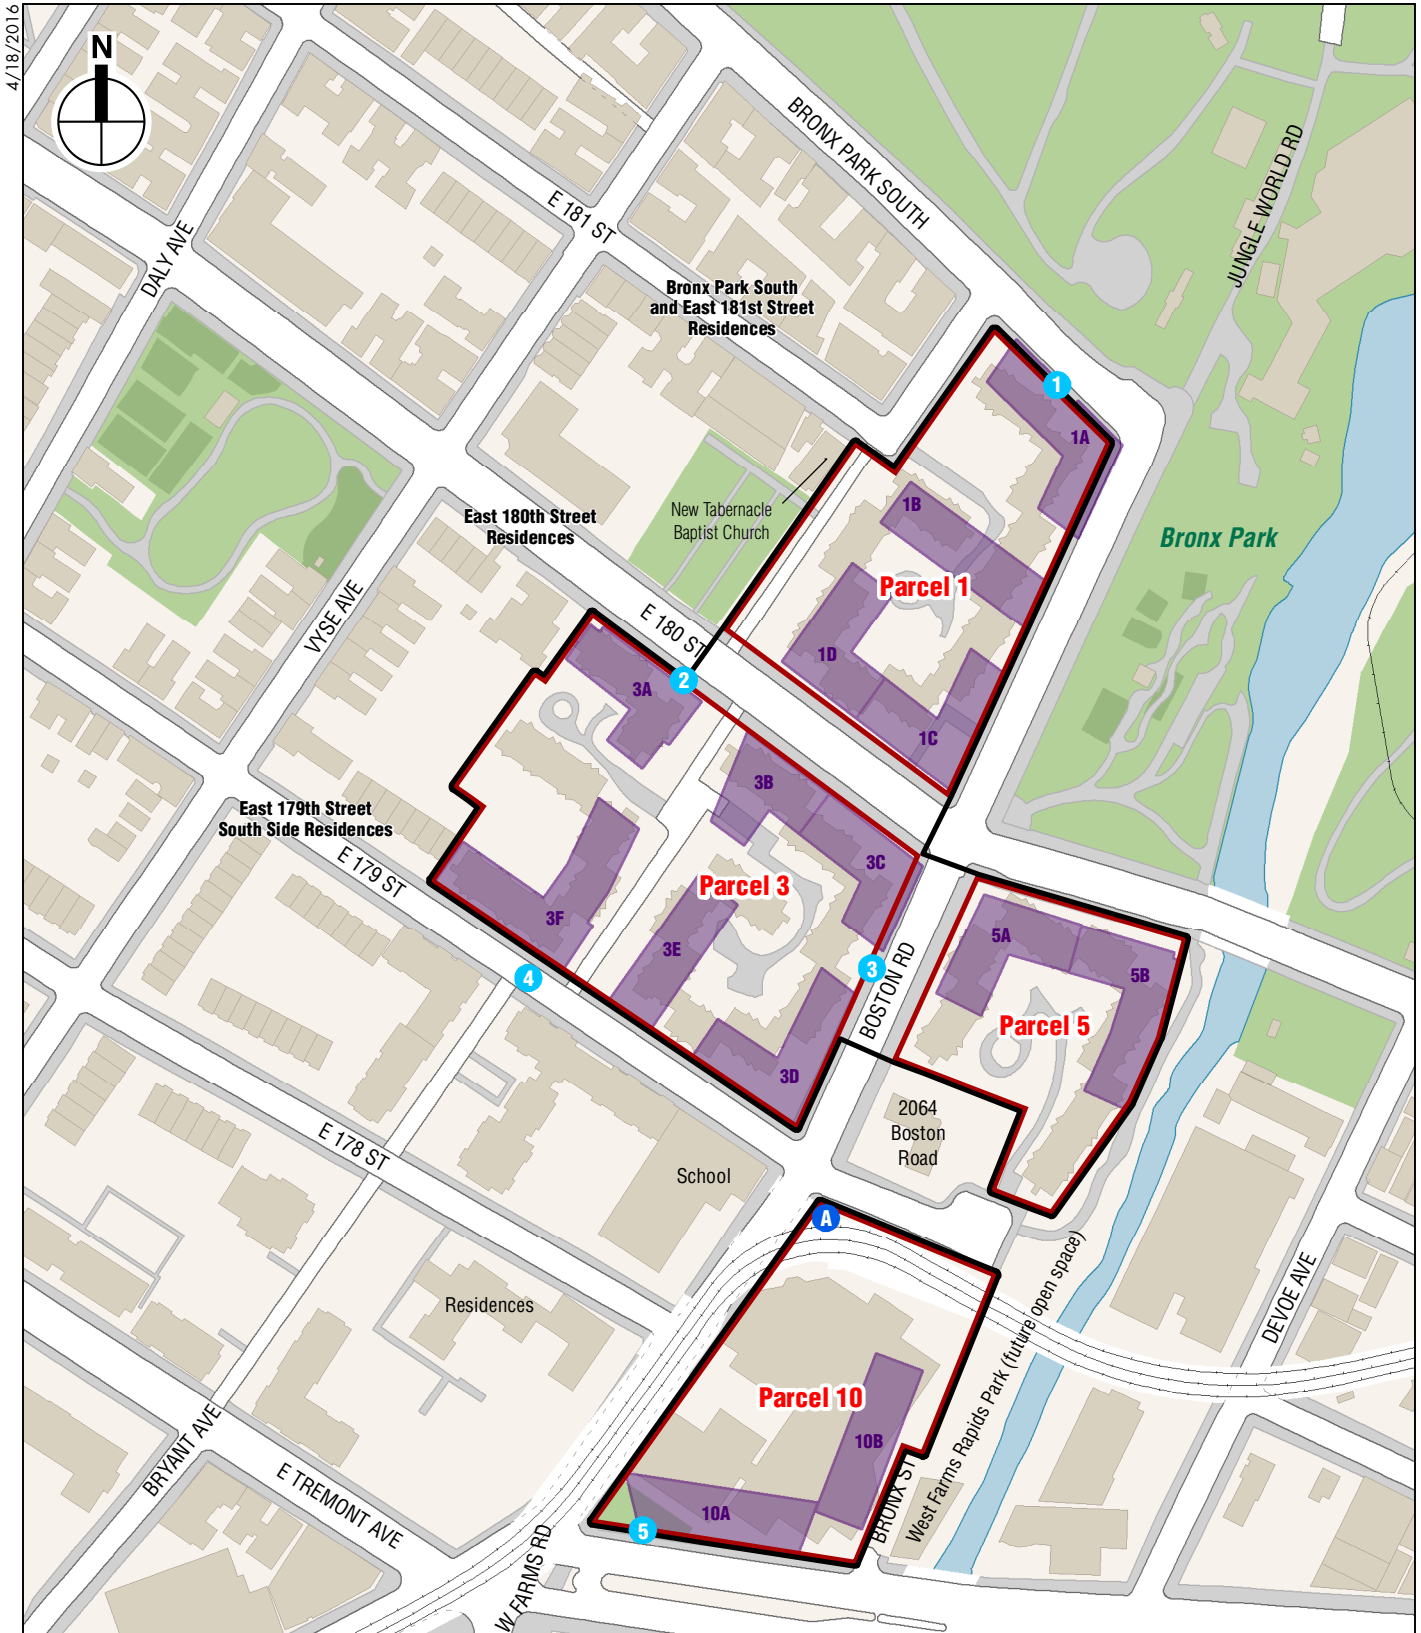 4/18/2016
N
BRONX PARK SOUTH
JUNGLE WORLD RD
E 181 ST
DALY AVE
Bronx Park South
and East 181st Street
Residences
1
1A
1B
New Tabernacle
Baptist Church
East 180th Street
Residences
Bronx Park
Parcel 1
VYSE AVE
E 180 ST
1D
2
3A
1C
3B
East 179th Street
South Side Residences
E 179 ST
3C
Parcel 3
3F
3E
3
4
BOSTON RD
5A
5B
Parcel 5
3D
2064
Boston
Road
E 178 ST
School
A
West Farms Rapids Park (future open space)
Residences
DEVOE AVE
Parcel 10
10B
BRYANT AVE
E TREMONT AVE
10A
5
BRONX ST
W FARMS RD